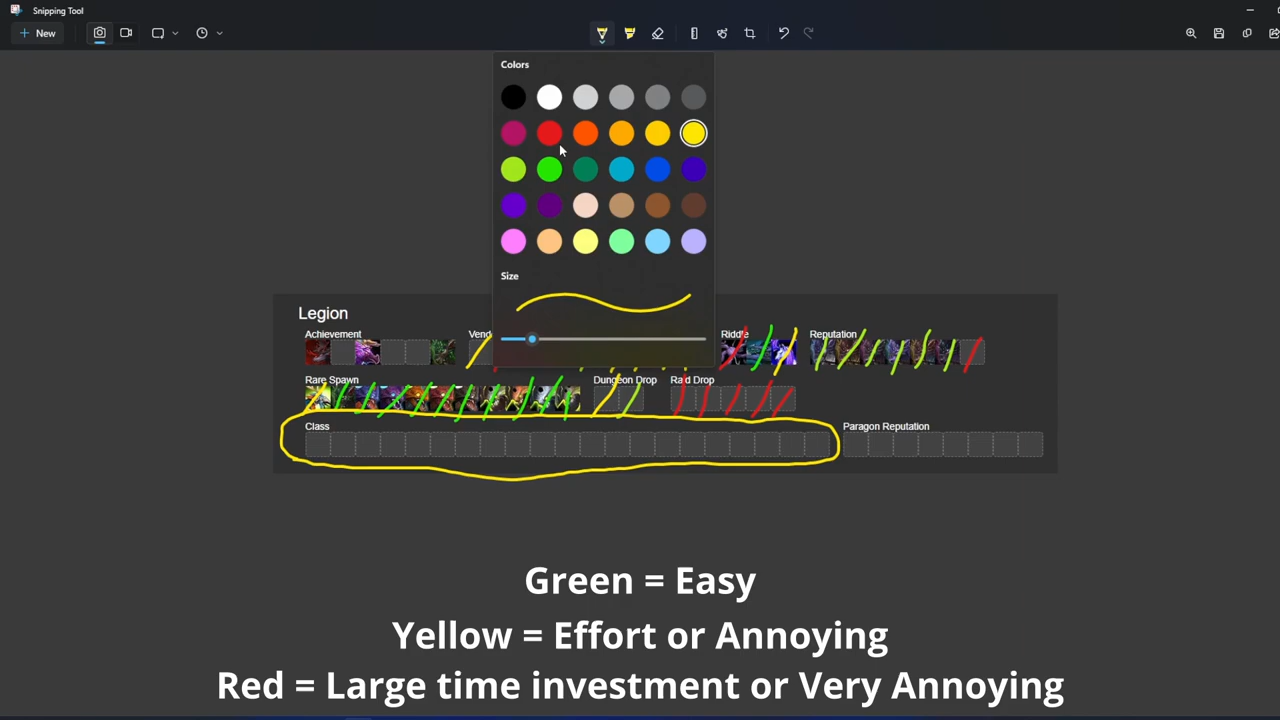 Snipping Tool
New
Colors
Size
Legion
Achievement
Riddle
Reputation
Rare Spawn
Dungeon Drop
Raid Drop
Class
Paragon Reputation
Green = Easy
Yellow = Effort or Annoying
Red = Large time investment or Very Annoying